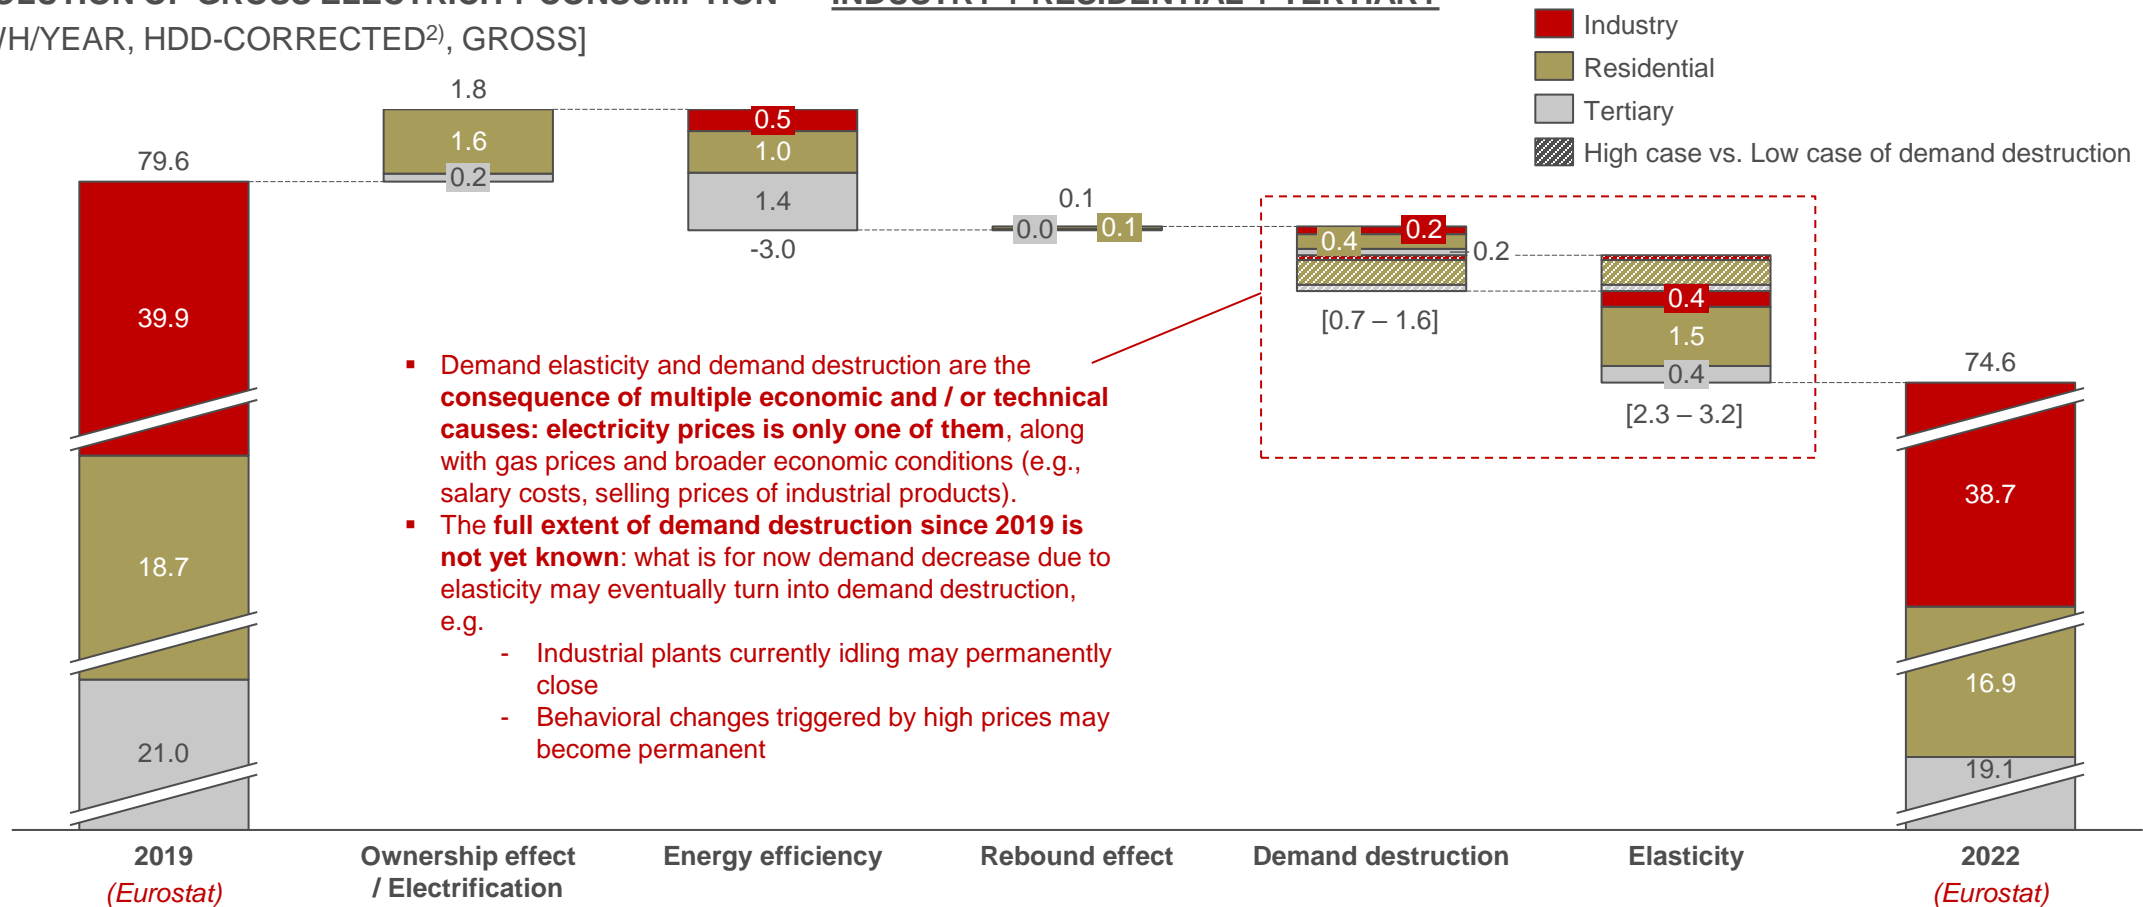 GROSS ELECTRICITY CONSUMPTION – INDUSTRY + RESIDENTIAL + TERTIARY
WH/YEAR, HDD-CORRECTED2), GROSS]
Industry
Residential
Tertiary
High case vs. Low case of demand destruction
79.6
39.9
18.7
21.0
1.8
1.6
0.2
0.5
1.0
1.4
-3.0
0.1
0.0
0.1
0.2
0.4
0.2
[0.7 – 1.6]
0.4
1.5
0.4
[2.3 – 3.2]
74.6
38.7
16.9
19.1
▪ Demand elasticity and demand destruction are the
consequence of multiple economic and / or technical
causes: electricity prices is only one of them, along
with gas prices and broader economic conditions (e.g.,
salary costs, selling prices of industrial products).
▪ The full extent of demand destruction since 2019 is
not yet known: what is for now demand decrease due to
elasticity may eventually turn into demand destruction,
e.g.
- Industrial plants currently idling may permanently
close
- Behavioral changes triggered by high prices may
become permanent
2019
(Eurostat)
Ownership effect
/ Electrification
Energy efficiency
Rebound effect
Demand destruction
Elasticity
2022
(Eurostat)